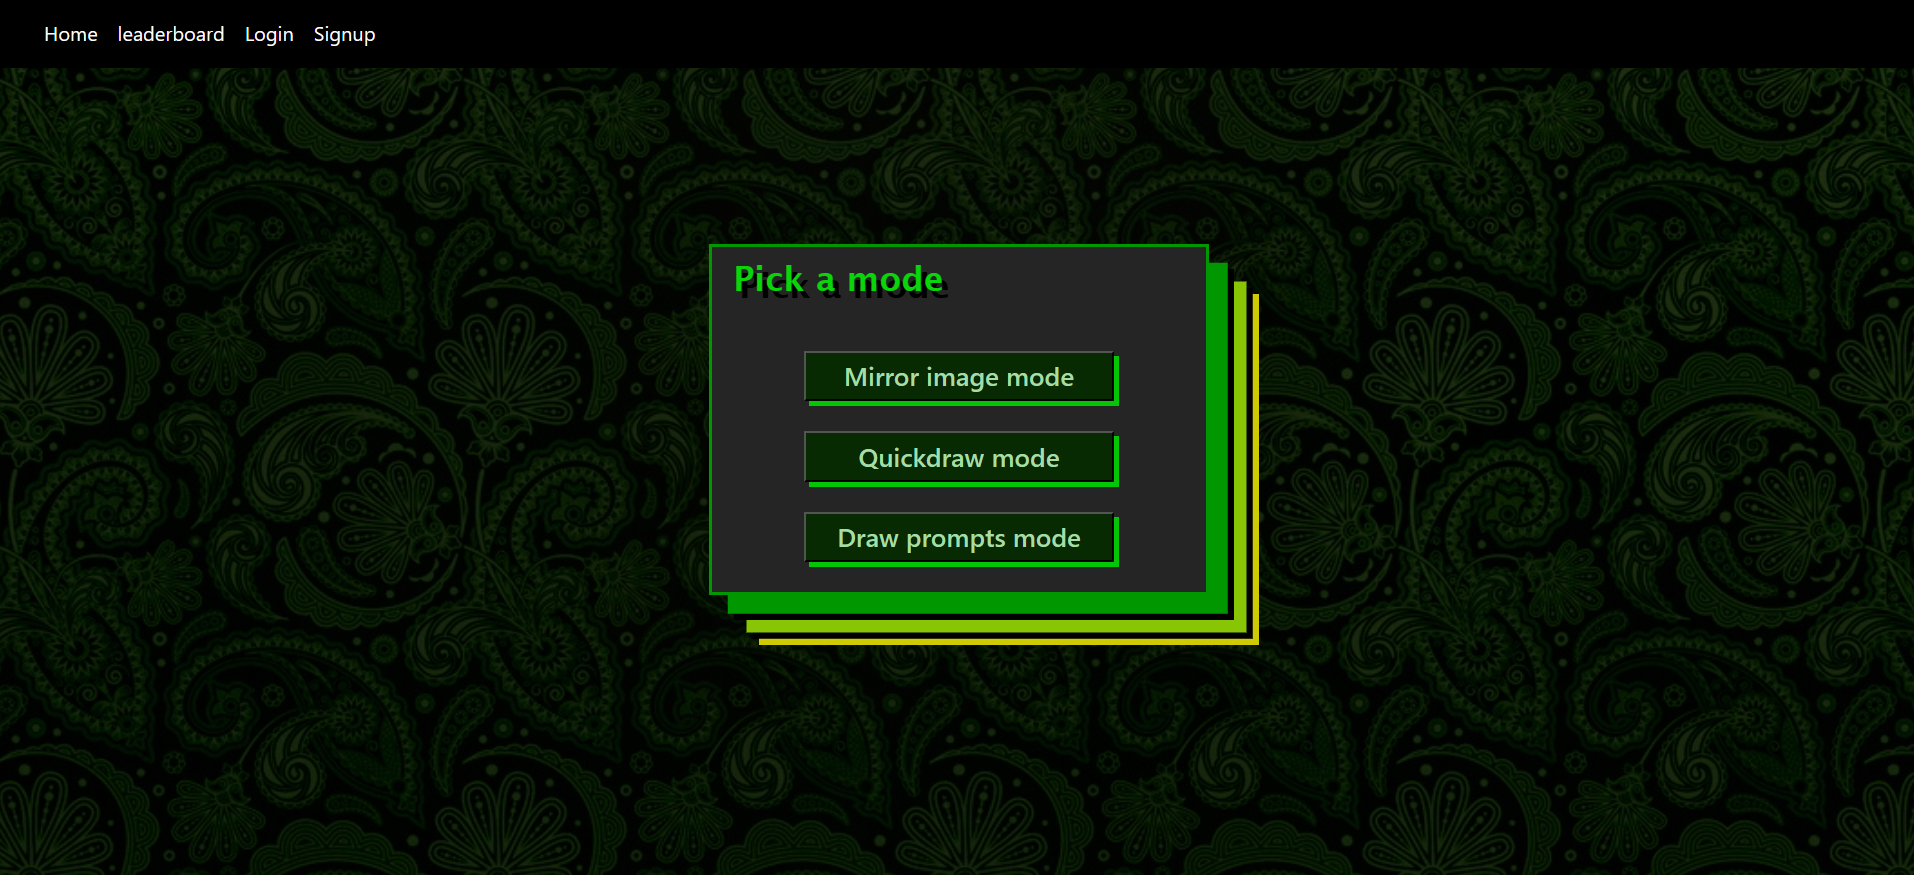 Home leaderboard Login Signup
Pick a mode
Mirror image mode
Quickdraw mode
Draw prompts mode